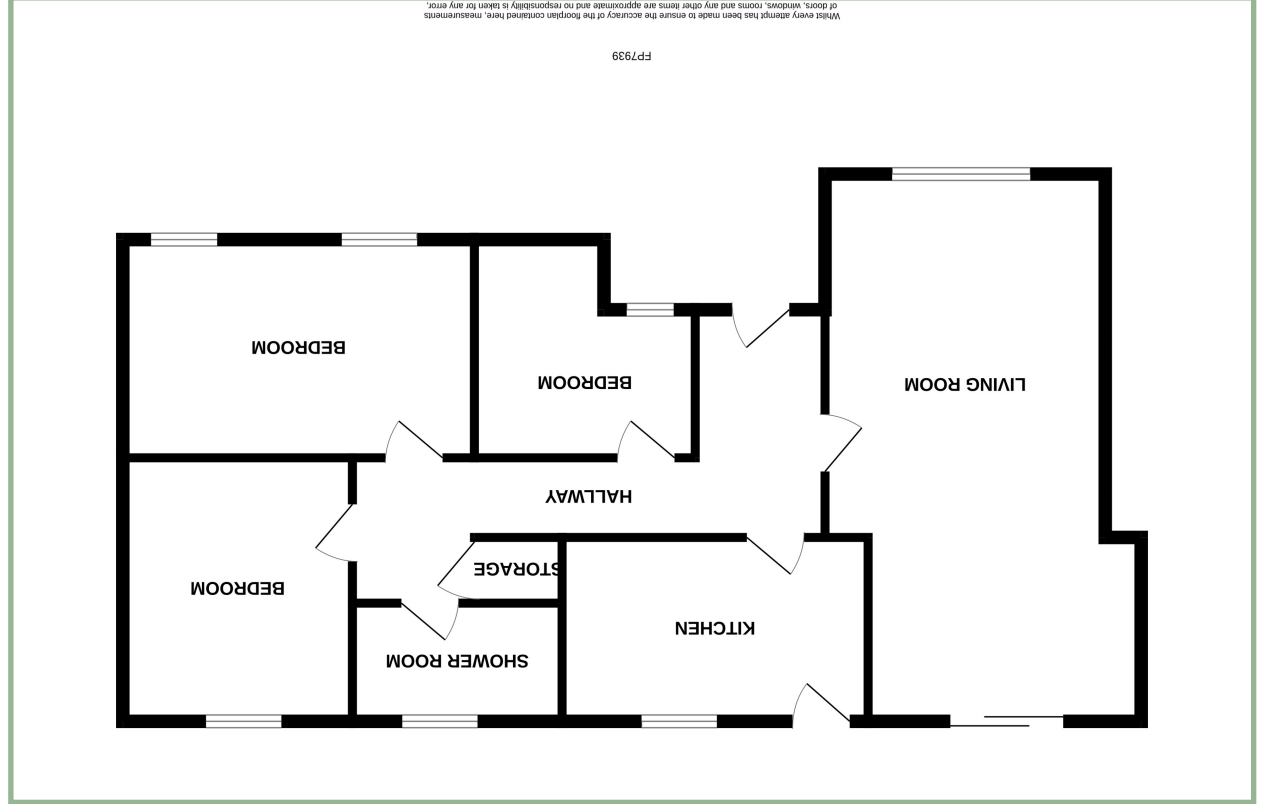 BEDROOM
SHOWER ROOM
KITCHEN
STORAGE
BEDROOM
HALLWAY
LIVING ROOM
BEDROOM
BEDROOM
FP7939
Whilst every attempt has been made to ensure the accuracy of the floorplan contained here, measurements
of doors, windows, rooms and any other items are approximate and no responsibility is taken for any error,